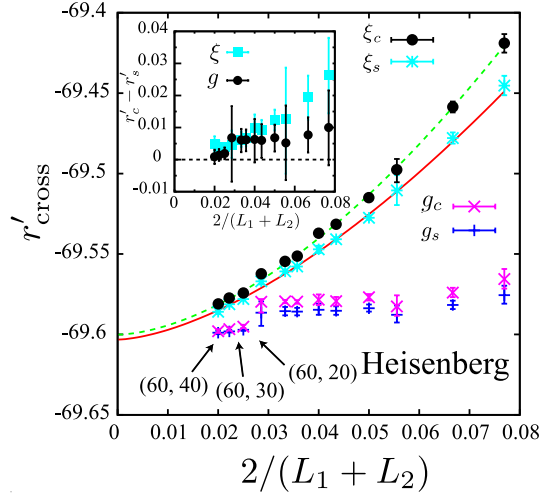 -69.4
-69.45
-69.5
-69.55
-69.6
-69.65
r′cross
0.04
0.03
0.02
0.01
0
-0.01
r′c − r′s
ξ
g
0 0.02 0.04 0.06 0.08
2/(L1 + L2)
ξc
ξs
gc
gs
(60, 40)
(60, 30)
(60, 20)
Heisenberg
0 0.01 0.02 0.03 0.04 0.05 0.06 0.07 0.08
2/(L1 + L2)